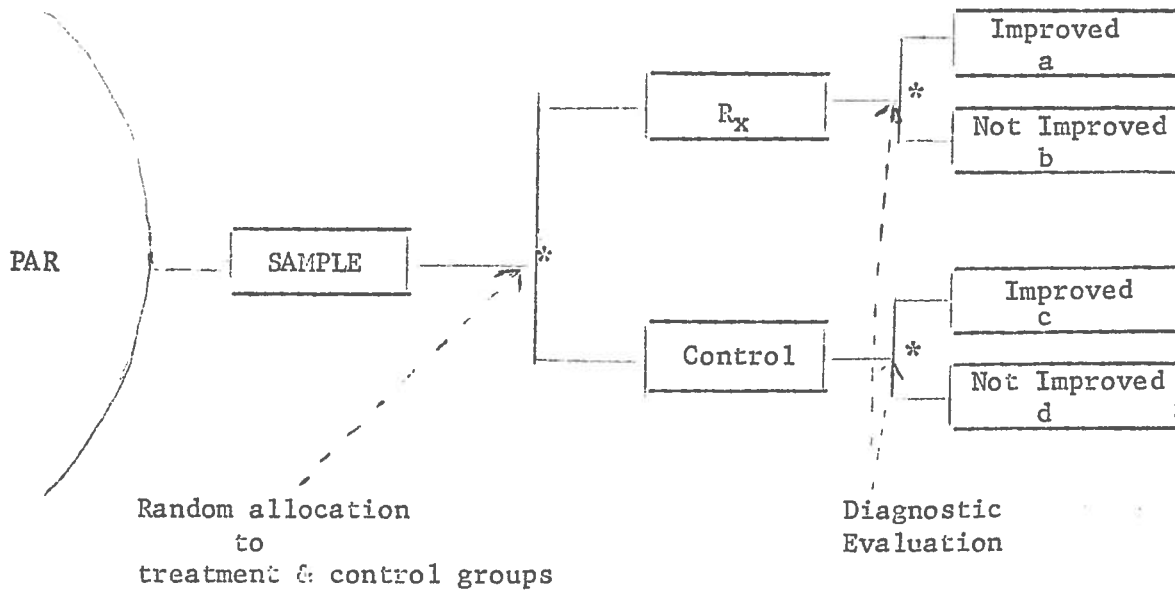 PAR
SAMPLE
*
Rx
Control
*
*
Improved
a
Not Improved
b
Improved
c
Not Improved
d
Random allocation
to
treatment & control groups
Diagnostic
Evaluation